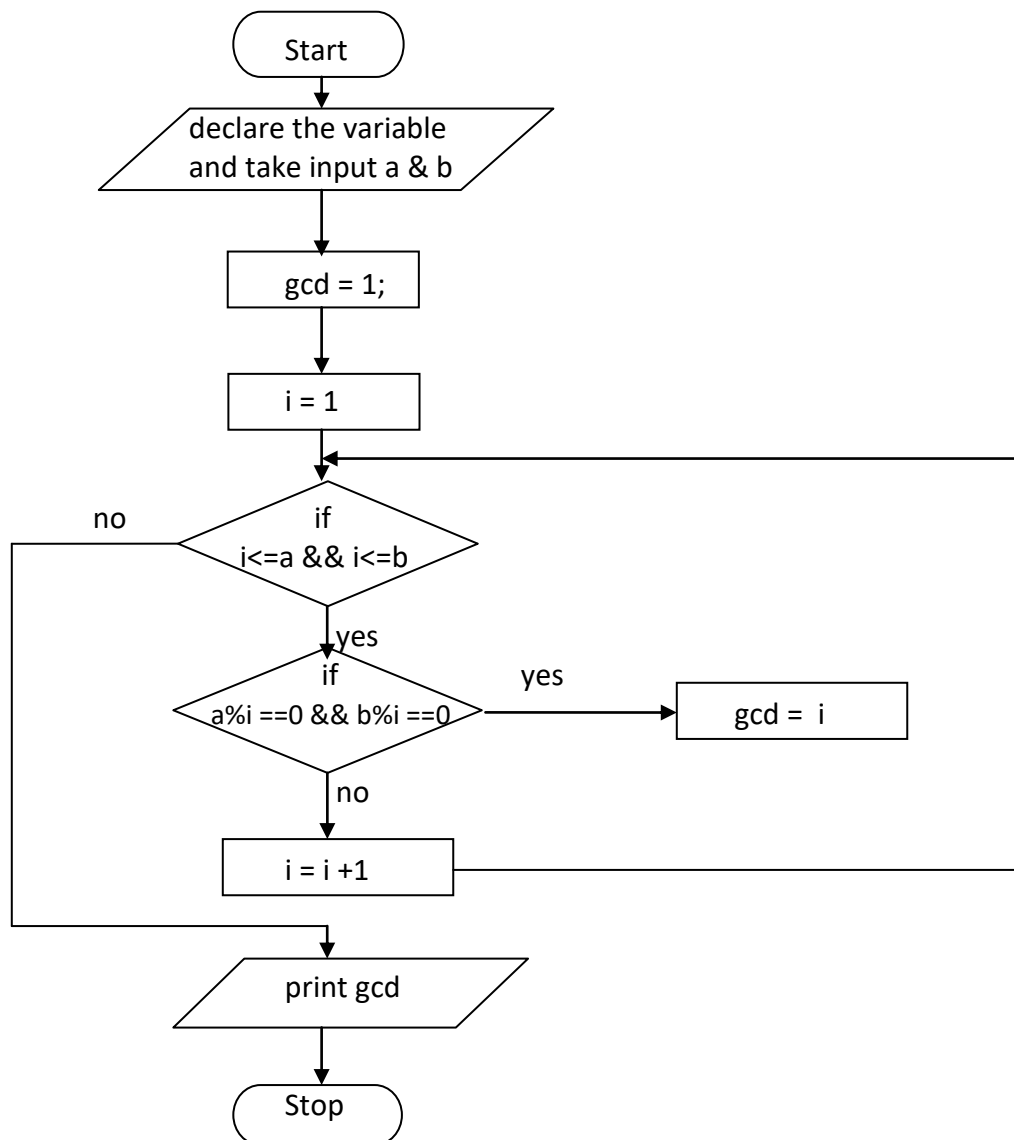 Start
declare the variable
and take input a & b
gcd = 1;
i = 1
no
if
i<=a && i<=b
yes
if
a%i ==0 && b%i ==0
yes
gcd = i
no
i = i +1
print gcd
Stop